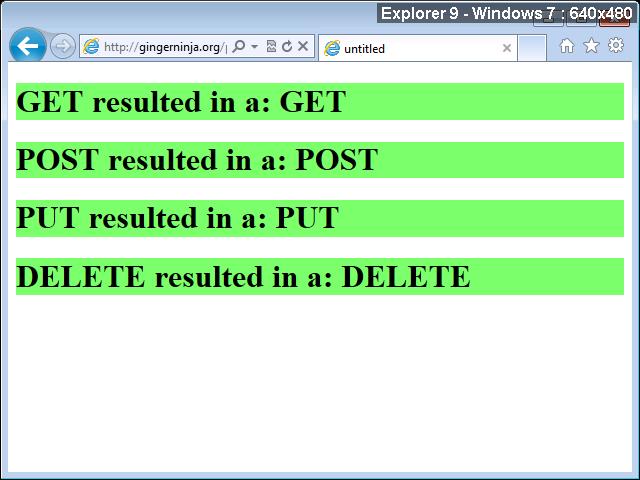 Explorer 9 - Windows 7 : 640x480
http://gingerninja.org/
untitled
GET resulted in a: GET
POST resulted in a: POST
PUT resulted in a: PUT
DELETE resulted in a: DELETE